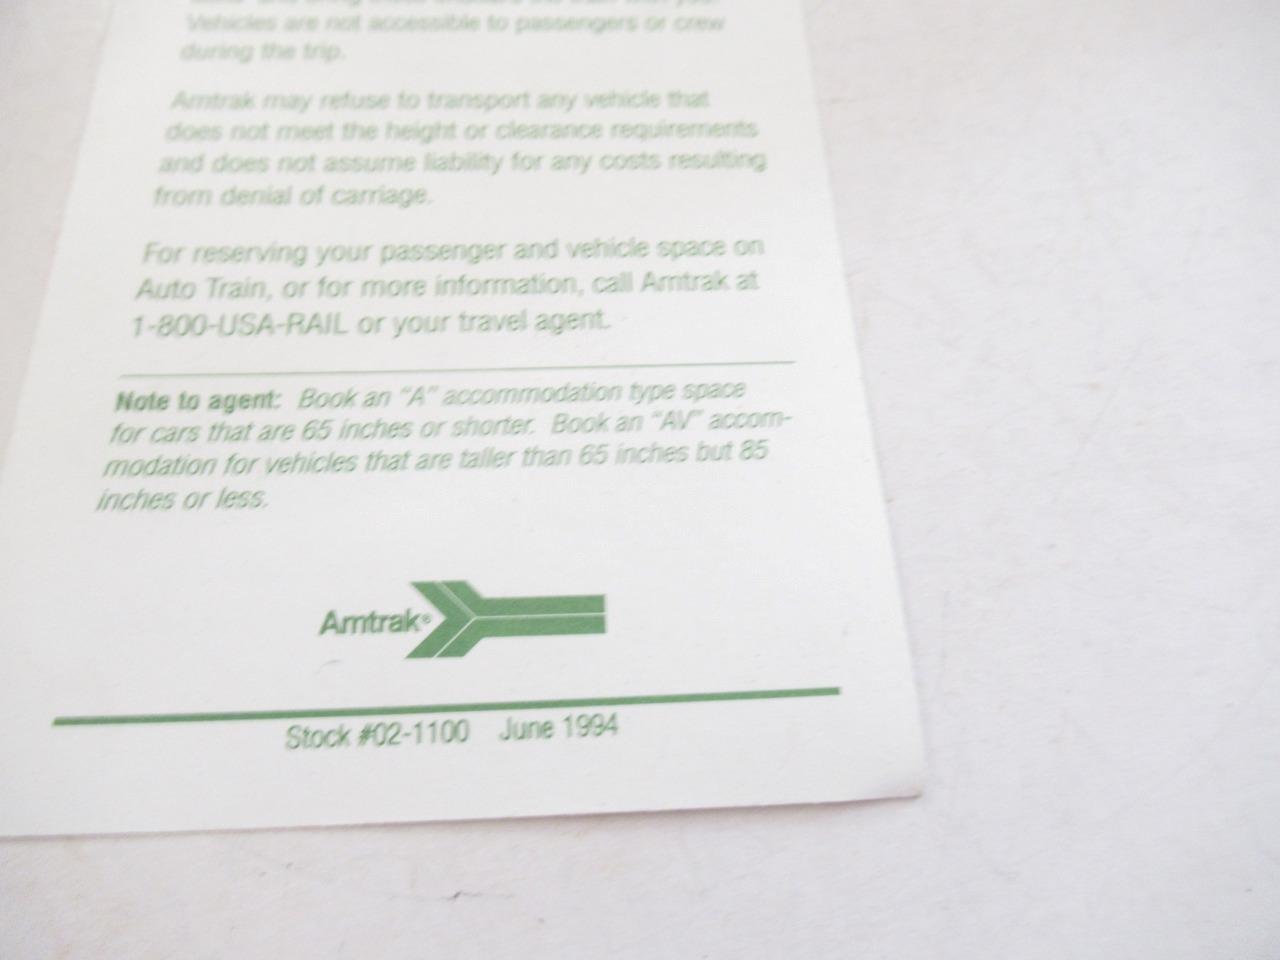 Vehicles are not accessible to passengers or crew
during the trip.
Amtrak may refuse to transport any vehicle that
does not meet the height or clearance requirements
and does not assume liability for any costs resulting
from denial of carriage.
For reserving your passenger and vehicle space on
Auto Train, or for more information, call Amtrak at
1-800-USA-RAIL or your travel agent.
Note to agent: Book an "A" accommodation type space
for cars that are 65 inches or shorter. Book an "AV" accom-
modation for vehicles that are taller than 65 inches but 85
inches or less.
Amtrak®
Stock #02-1100 June 1994